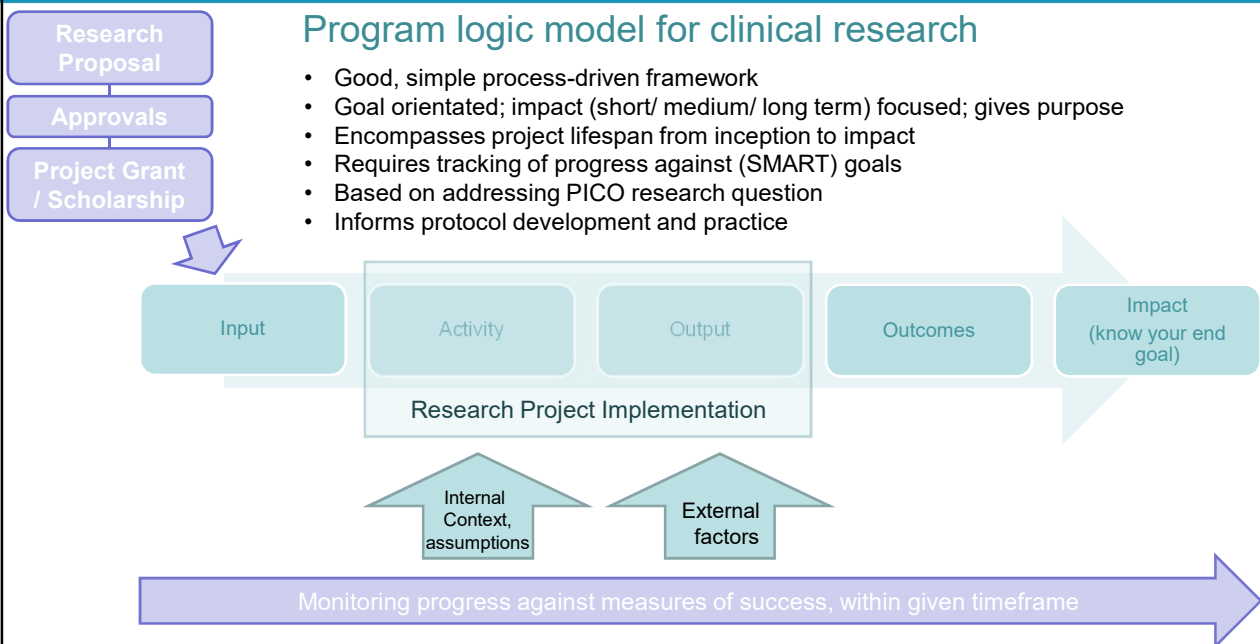 Research
Proposal
Approvals
Project Grant
/ Scholarship
Program logic model for clinical research
• Good, simple process-driven framework
• Goal orientated; impact (short/ medium/ long term) focused; gives purpose
• Encompasses project lifespan from inception to impact
• Requires tracking of progress against (SMART) goals
• Based on addressing PICO research question
• Informs protocol development and practice
Input
Activity
Output
Outcomes
Impact
(know your end
goal)
Research Project Implementation
Internal
Context,
assumptions
External
factors
Monitoring progress against measures of success, within given timeframe